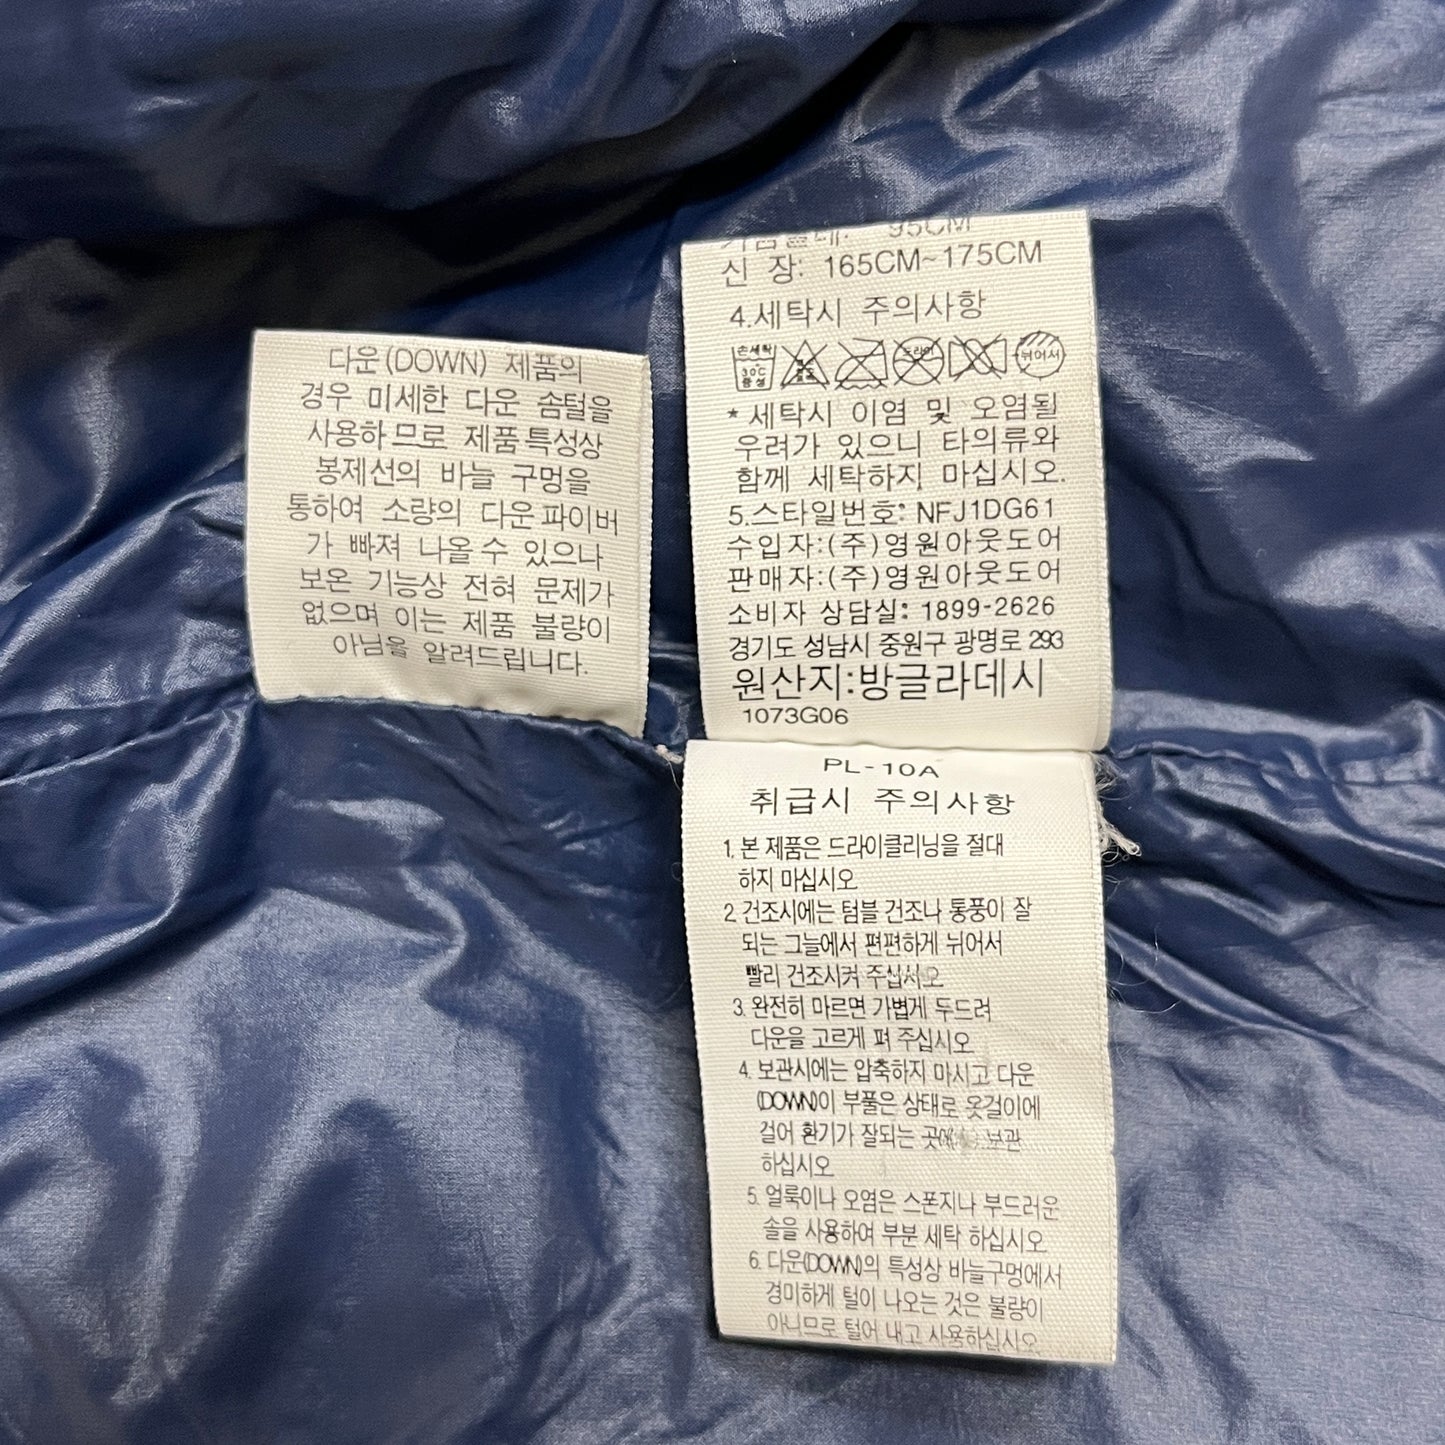 다운(DOWN) 제품의
경우 미세한 다운 솜털을
사용하므로 제품특성상
봉제선의 바늘 구멍을
통하여 소량의 다운파이버
가 빠져 나올수 있으나
보온 기능상 전혀 문제가
없으며 이는 제품 불량이
아님을 알려드립니다.
95CM
신 장: 165CM~175CM
4.세탁시 주의사항
손세탁
30℃
중성
드라이
뉘어서
* 세탁시 이염 및 오염될
우려가 있으니 타의류와
함께 세탁하지 마십시오.
5.스타일번호: NFJ1DG61
수입자:(주)영원아웃도어
판매자:(주)영원아웃도어
소비자 상담실: 1899-2626
경기도 성남시 중원구 광명로 293
원산지:방글라데시
1073G06
PL-10A
취급시 주의사항
1. 본 제품은 드라이클리닝을 절대
하지 마십시오
2. 건조시에는 텀블 건조나 통풍이 잘
되는 그늘에서 편편하게 뉘어서
빨리 건조시켜 주십시오
3. 완전히 마르면 가볍게 두드려
다운을 고르게 펴 주십시오
4. 보관시에는 압축하지 마시고 다운
(DOWN)이 부풀은 상태로 옷걸이에
걸어 환기가 잘되는 보관
하십시오
5. 얼룩이나 오염은 스폰지나 부드러운
솔을 사용하여 부분 세탁 하십시오
6. 다운(DOWN)의 특성상 바늘구멍에서
경미하게 털이 나오는 것은 불량이
아니므로 털어 내고 사용하십시오